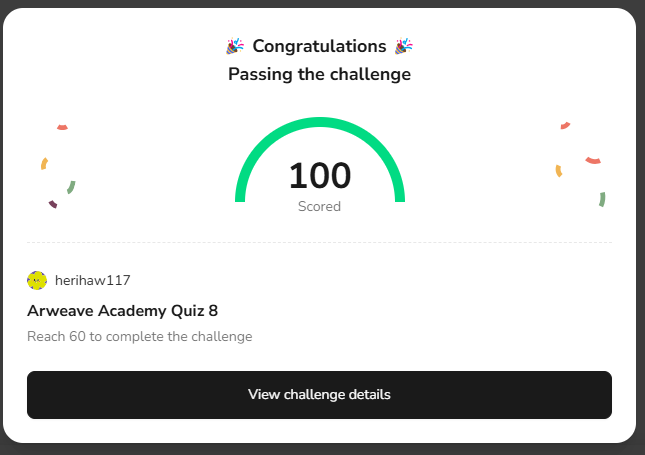 🎉 Congratulations 🎉
Passing the challenge
100
Scored
herihaw117
Arweave Academy Quiz 8
Reach 60 to complete the challenge
View challenge details